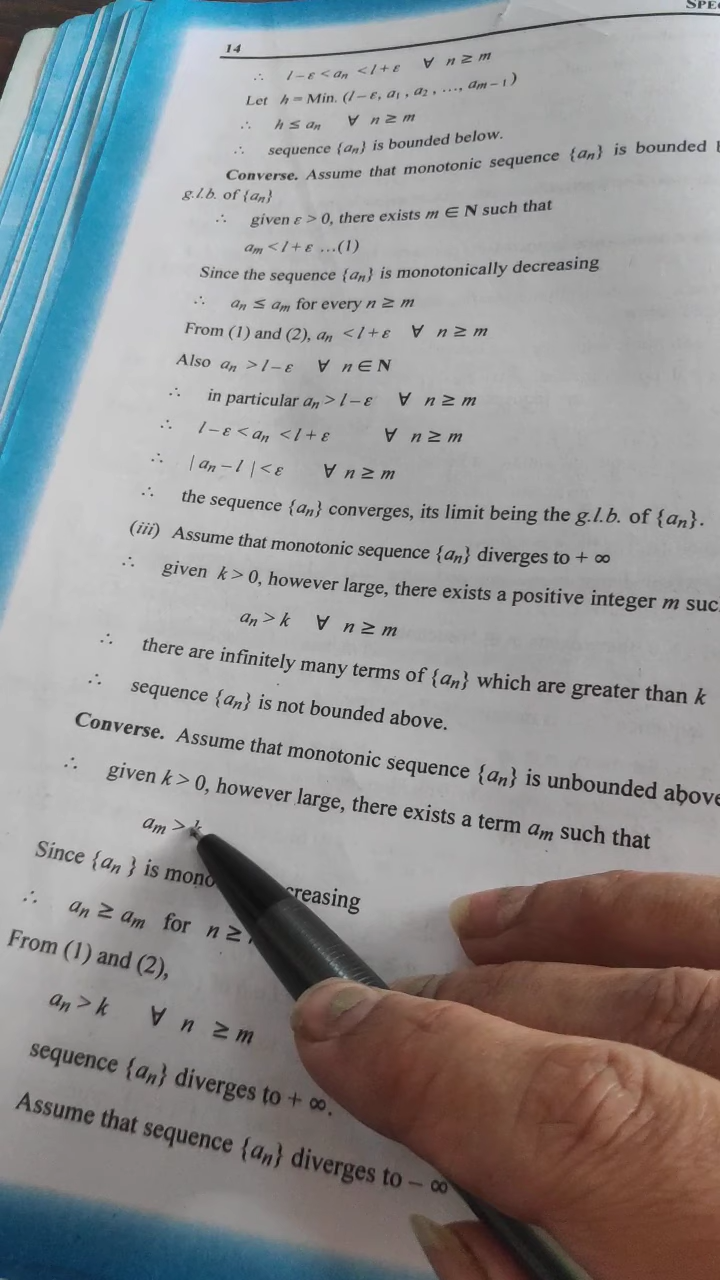 14
SPE
∴ l – ε < aₙ < l + ε ∀ n ≥ m
Let h = Min. (l – ε, a₁, a₂, ..., aₘ₋₁)
∴ h ≤ aₙ ∀ n ≥ m
∴ sequence {aₙ} is bounded below.
Converse. Assume that monotonic sequence {aₙ} is bounded
g.l.b. of {aₙ}
∴ given ε > 0, there exists m ∈ N such that
aₘ < l + ε ...(1)
Since the sequence {aₙ} is monotonically decreasing
∴ aₙ ≤ aₘ for every n ≥ m
From (1) and (2), aₙ < l + ε ∀ n ≥ m
Also aₙ > l – ε ∀ n ∈ N
∴ in particular aₙ > l – ε ∀ n ≥ m
∴ l – ε < aₙ < l + ε ∀ n ≥ m
∴ | aₙ – l | < ε ∀ n ≥ m
∴ the sequence {aₙ} converges, its limit being the g.l.b. of {aₙ}.
(iii) Assume that monotonic sequence {aₙ} diverges to + ∞
∴ given k > 0, however large, there exists a positive integer m suc
aₙ > k ∀ n ≥ m
∴ there are infinitely many terms of {aₙ} which are greater than k
∴ sequence {aₙ} is not bounded above.
Converse. Assume that monotonic sequence {aₙ} is unbounded above
∴ given k > 0, however large, there exists a term aₘ such that
aₘ > k
Since {aₙ } is mono creasing
∴ aₙ ≥ aₘ for n ≥
From (1) and (2),
aₙ > k ∀ n ≥ m
sequence {aₙ} diverges to + ∞.
Assume that sequence {aₙ} diverges to – ∞